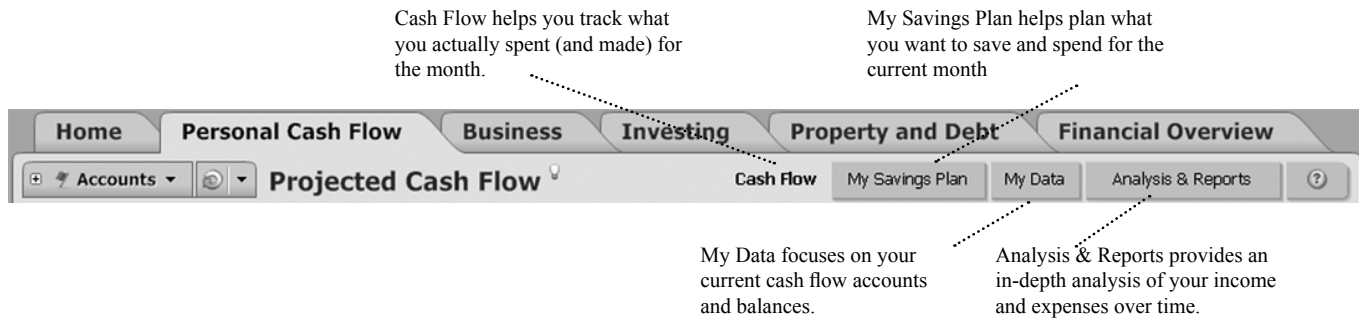 Cash Flow helps you track what
you actually spent (and made) for
the month.
My Savings Plan helps plan what
you want to save and spend for the
current month
Home Personal Cash Flow Business Investing Property and Debt Financial Overview
Accounts Projected Cash Flow Cash Flow My Savings Plan My Data Analysis & Reports ?
My Data focuses on your
current cash flow accounts
and balances.
Analysis & Reports provides an
in-depth analysis of your income
and expenses over time.